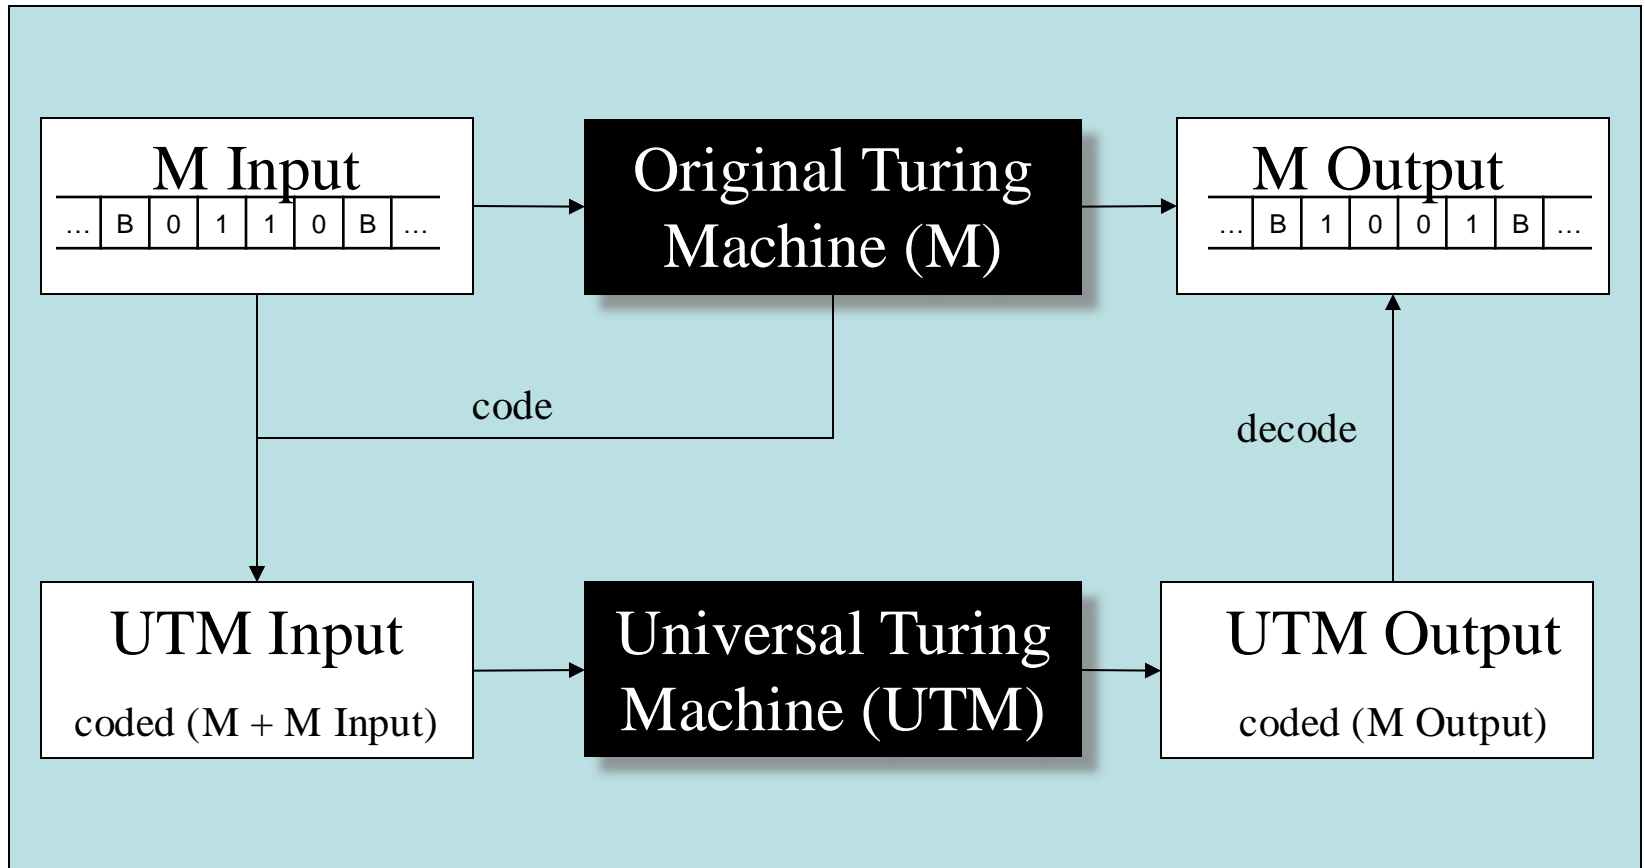 M Input
… B 0 1 1 0 B …
Original Turing
Machine (M)
M Output
… B 1 0 0 1 B …
code
decode
UTM Input
coded (M + M Input)
Universal Turing
Machine (UTM)
UTM Output
coded (M Output)